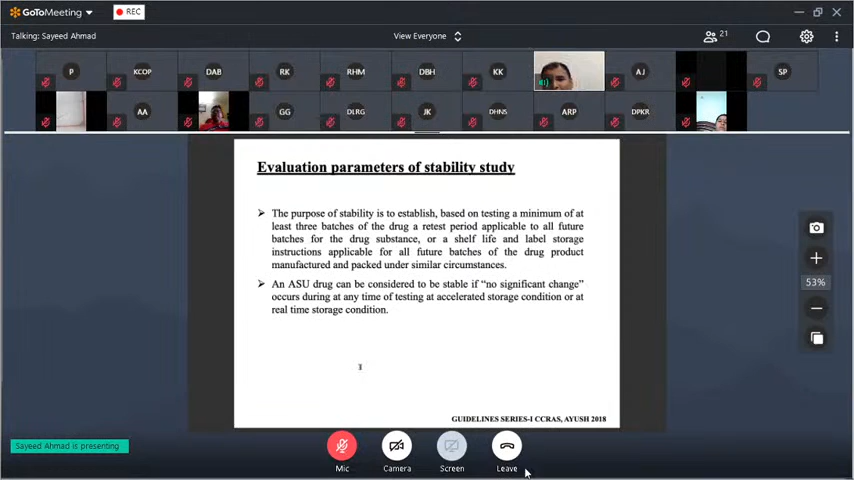 GoToMeeting
REC
Talking: Sayeed Ahmad
View Everyone
21
P
KCOP
DAB
RK
RHM
DBH
KK
AJ
SP
AA
GG
DLRG
JK
DHNS
ARP
DPKR
Evaluation parameters of stability study
The purpose of stability is to establish, based on testing a minimum of at
least three batches of the drug a retest period applicable to all future
batches for the drug substance, or a shelf life and label storage
instructions applicable for all future batches of the drug product
manufactured and packed under similar circumstances.
An ASU drug can be considered to be stable if “no significant change”
occurs during at any time of testing at accelerated storage condition or at
real time storage condition.
53%
GUIDELINES SERIES-I CCRAS, AYUSH 2018
Sayeed Ahmad is presenting
Mic
Camera
Screen
Leave